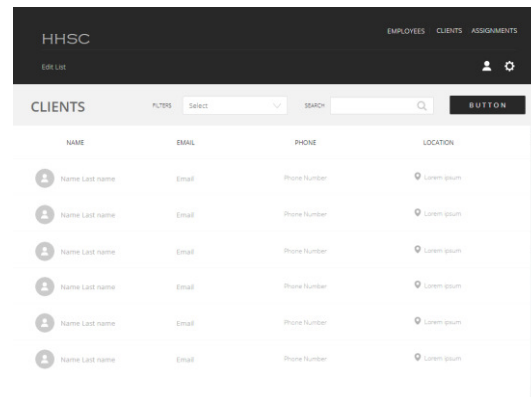 HHSC
EMPLOYEES CLIENTS ASSIGNMENTS
Edit List
CLIENTS FILTERS Select SEARCH BUTTON
NAME EMAIL PHONE LOCATION
Name Last name Email Phone Number Lorem ipsum
Name Last name Email Phone Number Lorem ipsum
Name Last name Email Phone Number Lorem ipsum
Name Last name Email Phone Number Lorem ipsum
Name Last name Email Phone Number Lorem ipsum
Name Last name Email Phone Number Lorem ipsum